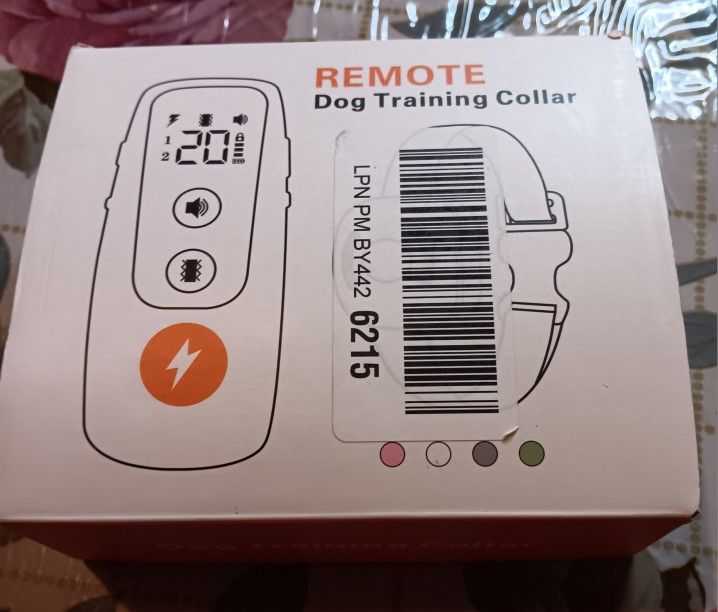 REMOTE
Dog Training Collar
1
2
20
LPN PM BY442 6215
Dog Training Collar